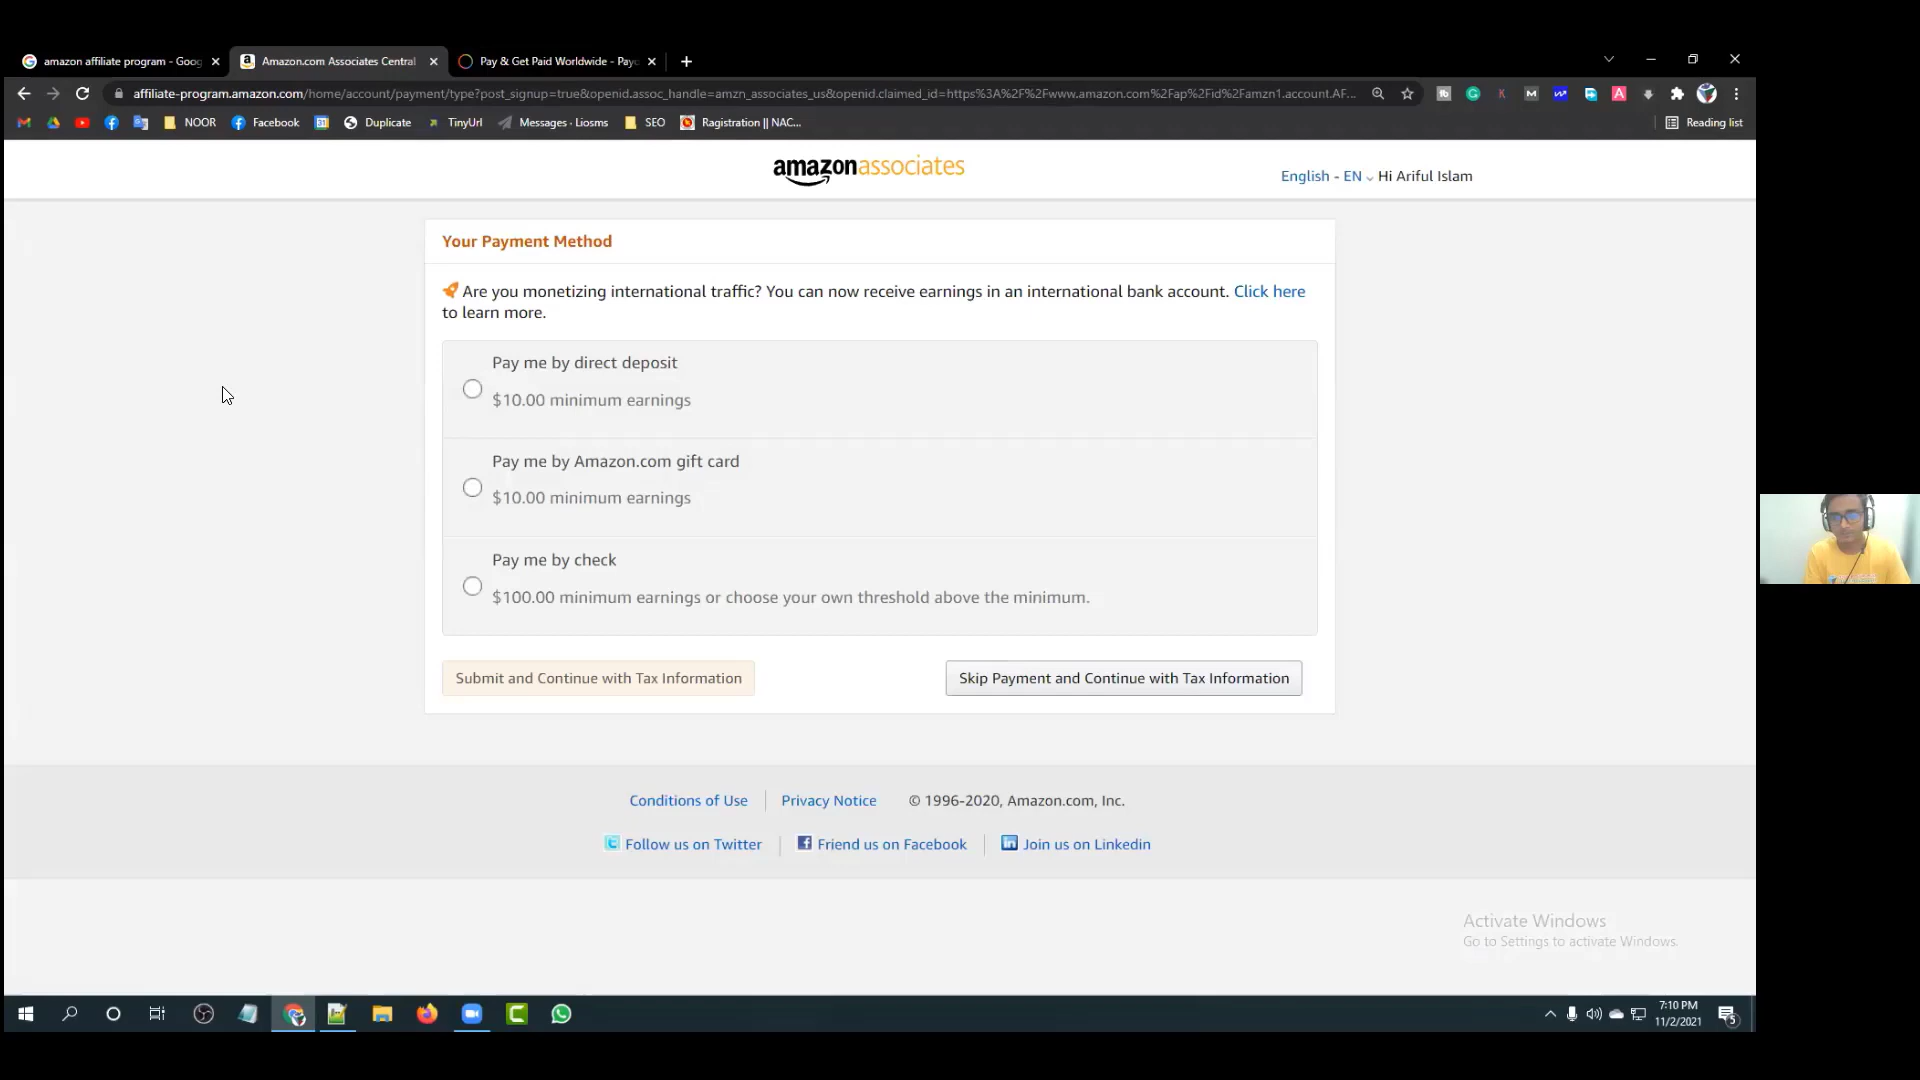 amazon affiliate program - Goog
Amazon.com Associates Central
Pay & Get Paid Worldwide - Payo
affiliate-program.amazon.com/home/account/payment/type?post_signup=true&openid.assoc_handle=amzn_associates_us&openid.claimed_id=https%3A%2F%2Fwww.amazon.com%2Fap%2Fid%2Famzn1.account.AF...
NOOR
Facebook
Duplicate
TinyUrl
Messages - Liosms
SEO
Ragistration || NAC...
Reading list
amazonassociates
English - EN
Hi Ariful Islam
Your Payment Method
Are you monetizing international traffic? You can now receive earnings in an international bank account. Click here
to learn more.
Pay me by direct deposit
$10.00 minimum earnings
Pay me by Amazon.com gift card
$10.00 minimum earnings
Pay me by check
$100.00 minimum earnings or choose your own threshold above the minimum.
Submit and Continue with Tax Information
Skip Payment and Continue with Tax Information
Conditions of Use
Privacy Notice
© 1996-2020, Amazon.com, Inc.
Follow us on Twitter
Friend us on Facebook
Join us on Linkedin
Activate Windows
Go to Settings to activate Windows.
7:10 PM
11/2/2021
5